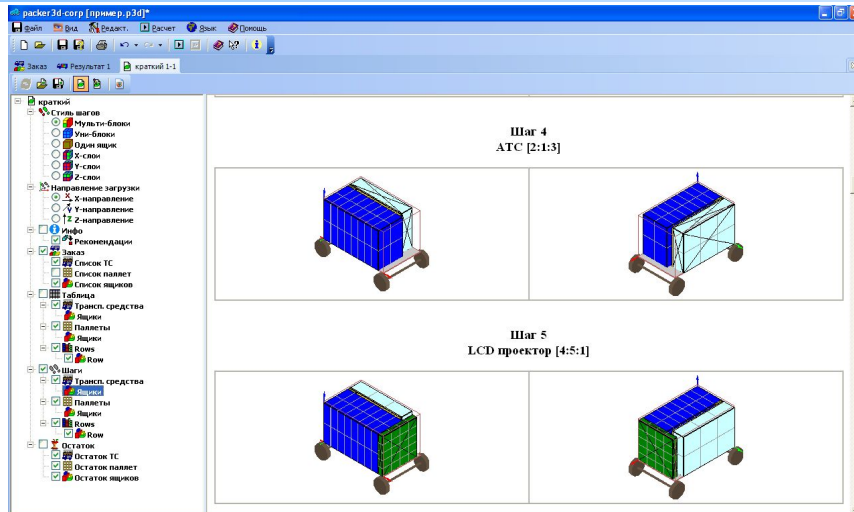 packer3d-corp [пример.p3d]*
Файл Вид Редакт. Расчет Язык Помощь
Заказ Результат 1 краткий 1-1
краткий
Стиль шагов
Мульти-блоки
Уни-блоки
Один ящик
X-слои
Y-слои
Z-слои
Направление загрузки
X X-направление
Y Y-направление
Z Z-направление
Инфо
Рекомендации
Заказ
Список ТС
Список паллет
Список ящиков
Таблица
Трансп. средства
Ящики
Паллеты
Ящики
Rows
Row
Шаги
Трансп. средства
Ящики
Паллеты
Ящики
Rows
Row
Остаток
Остаток ТС
Остаток паллет
Остаток ящиков
Шаг 4
АТС [2:1:3]
Шаг 5
LCD проектор [4:5:1]